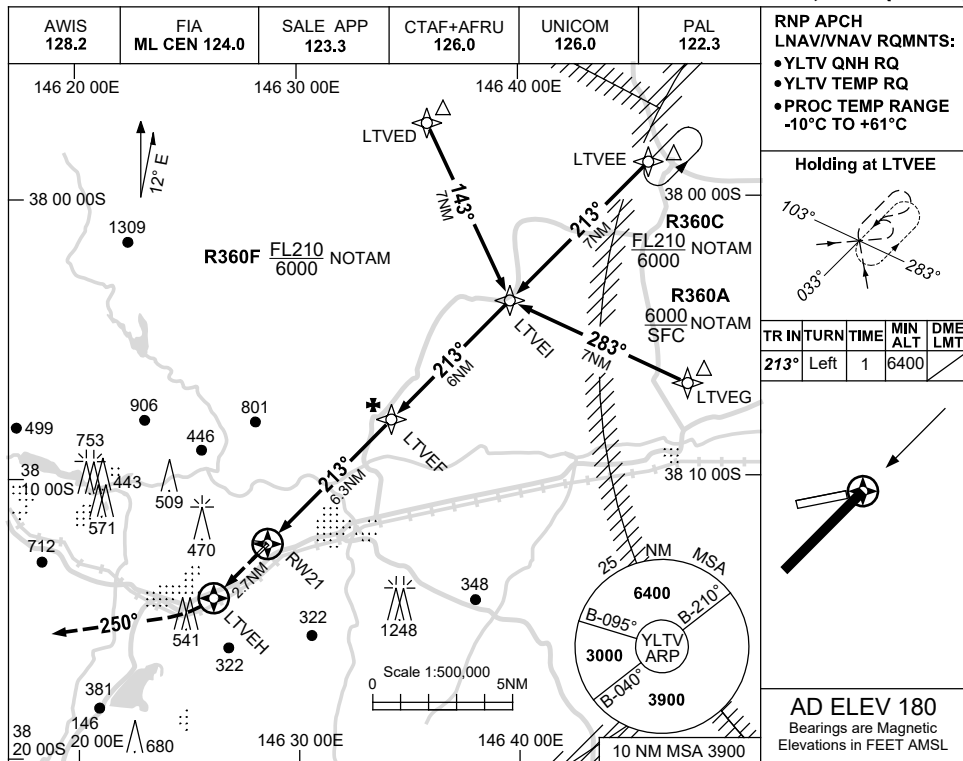 AWIS
128.2
FIA
ML CEN 124.0
SALE APP
123.3
CTAF+AFRU
126.0
UNICOM
126.0
PAL
122.3
RNP APCH
LNAV/VNAV RQMNTS:
•YLTV QNH RQ
•YLTV TEMP RQ
•PROC TEMP RANGE
-10°C TO +61°C
146 20 00E
146 30 00E
146 40 00E
12° E
LTVED
LTVEE
38 00 00S
38 00 00S
143°
7NM
213°
7NM
1309
R360F FL210 NOTAM
6000
R360C
FL210 NOTAM
6000
R360A
6000 NOTAM
SFC
LTVEI
283°
7NM
LTVEG
213°
6NM
LTVEF
499
906
801
753
446
38
10 00S
443
509
571
470
38 10 00S
213°
6.3NM
712
RW21
2.7NM
LTVEH
250°
541
322
322
348
1248
381
146
20 00E
38
20 00S
680
Scale 1:500,000
0
5NM
146 30 00E
146 40 00E
25 NM MSA
6400
B-210°
B-095°
YLTV
ARP
3000
B-040°
3900
10 NM MSA 3900
Holding at LTVEE
103°
033°
283°
TR IN TURN TIME MIN ALT DME LMT
213° Left 1 6400
AD ELEV 180
Bearings are Magnetic
Elevations in FEET AMSL